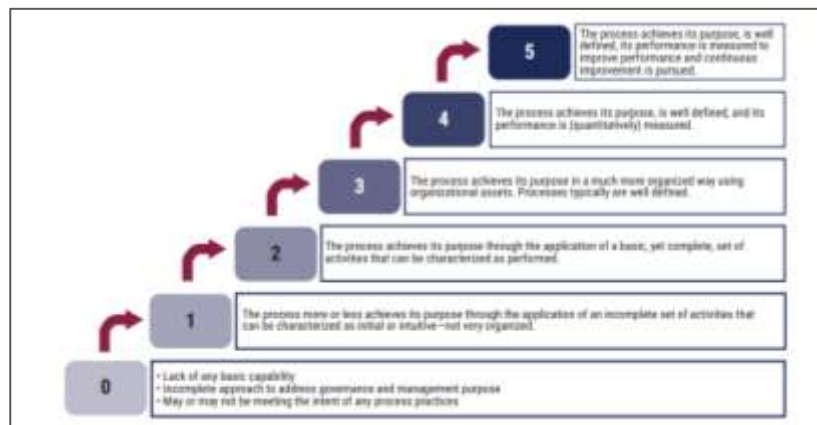 5
The process achieves its purpose, is well
defined, its performance is measured to
improve performance and continuous
improvement is pursued.
4
The process achieves its purpose, is well defined, and its
performance is (quantitatively) measured.
3
The process achieves its purpose in a much more organized way using
organizational assets. Processes typically are well defined.
2
The process achieves its purpose through the application of a basic, yet complete, set of
activities that can be characterized as performed.
1
The process more or less achieves its purpose through the application of an incomplete set of activities that
can be characterized as initial or intuitive—not very organized.
0
• Lack of any basic capability
• Incomplete approach to address governance and management purpose
• May or may not be meeting the intent of any process practices